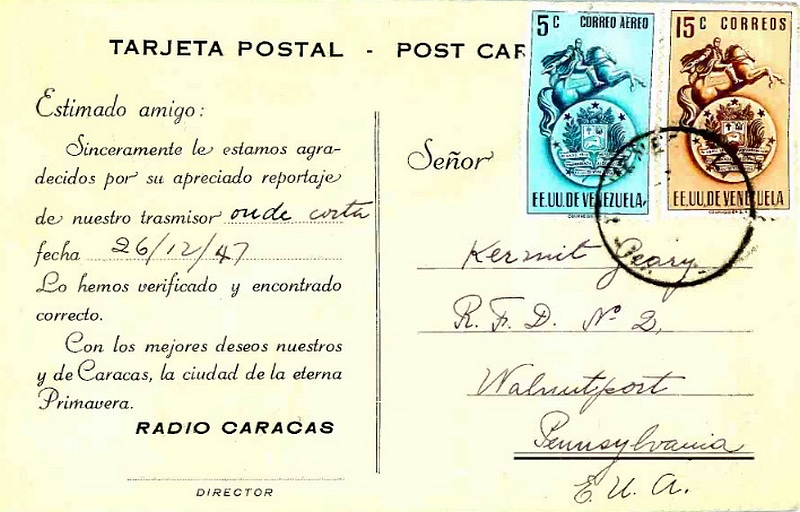 TARJETA POSTAL - POST CAR
5c CORREO AEREO
EE.UU. DE VENEZUELA.
15c CORREOS
EE.UU. DE VENEZUELA
Estimado amigo:
Sinceramente le estamos agra-
decidos por su apreciado reportaje
de nuestro trasmisor onde corta
fecha 26/12/47
Lo hemos verificado y encontrado
correcto.
Con los mejores deseos nuestros
y de Caracas, la ciudad de la eterna
Primavera.
RADIO CARACAS
DIRECTOR
Señor
Kermit Geary
R. F. D. Nº 2,
Walnutport
Pennsylvania
E. U. A.